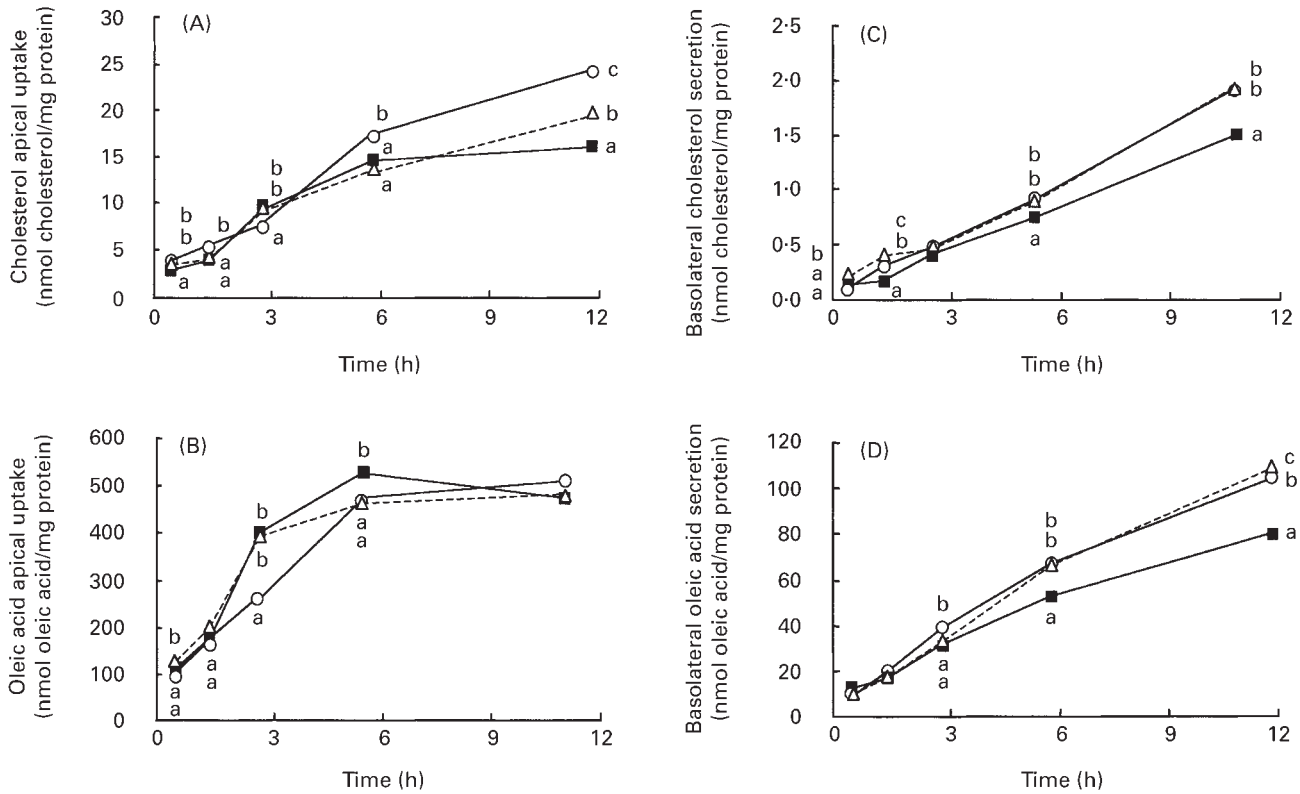 (A)
Cholesterol apical uptake
(nmol cholesterol/mg protein)
30
25
20
15
10
5
0
b
b
a
a
b
a
a
b
b
a
b
a
a
c
b
a
0
3
6
9
12
Time (h)
(C)
Basolateral cholesterol secretion
(nmol cholesterol/mg protein)
2·0
2·0
1·5
1·0
0·5
0·0
b
a
a
c
b
a
b
b
a
b
b
a
3
6
9
12
Time (h)
(B)
Oleic acid apical uptake
(nmol oleic acid/mg protein)
600
500
400
300
200
100
0
b
a
a
a
a
b
b
a
b
a
a
0
3
6
9
12
Time (h)
(D)
Basolateral oleic acid secretion
(nmol oleic acid/mg protein)
120
100
80
60
40
20
0
b
a
a
b
b
a
c
b
a
3
6
9
12
Time (h)